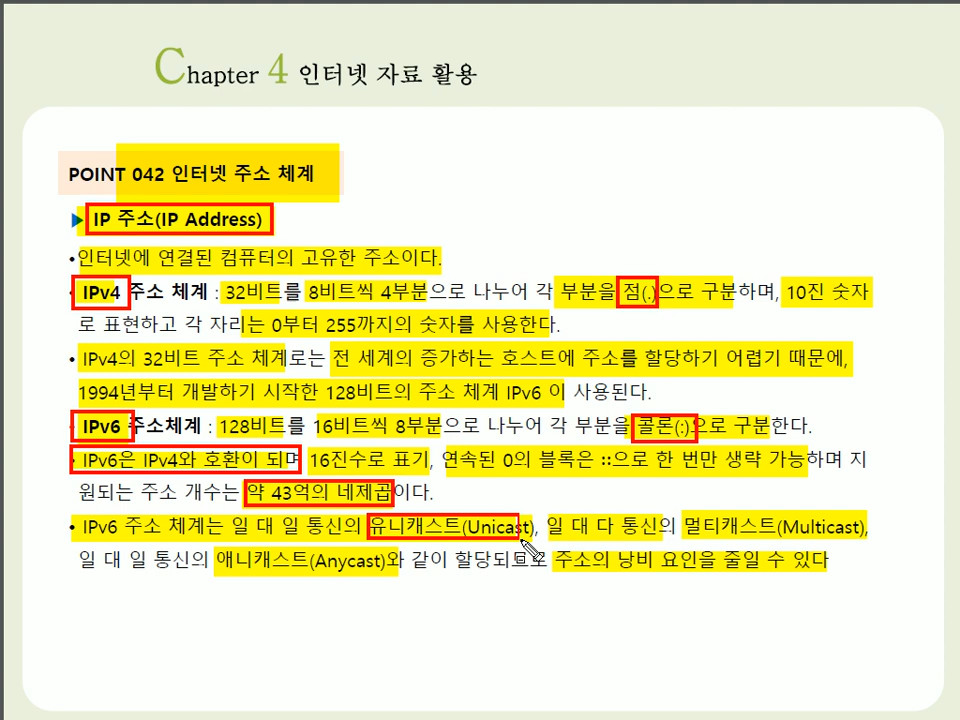 Chapter 4 인터넷 자료 활용
POINT 042 인터넷 주소 체계
▶ IP 주소(IP Address)
•인터넷에 연결된 컴퓨터의 고유한 주소이다.
• IPv4 주소 체계 : 32비트를 8비트씩 4부분으로 나누어 각 부분을 점(.)으로 구분하며, 10진 숫자
로 표현하고 각 자리는 0부터 255까지의 숫자를 사용한다.
• IPv4의 32비트 주소 체계로는 전 세계의 증가하는 호스트에 주소를 할당하기 어렵기 때문에,
1994년부터 개발하기 시작한 128비트의 주소 체계 IPv6 이 사용된다.
• IPv6 주소체계 : 128비트를 16비트씩 8부분으로 나누어 각 부분을 콜론(:)으로 구분한다.
• IPv6은 IPv4와 호환이 되며 16진수로 표기, 연속된 0의 블록은 ::으로 한 번만 생략 가능하며 지
원되는 주소 개수는 약 43억의 네제곱이다.
• IPv6 주소 체계는 일 대 일 통신의 유니캐스트(Unicast), 일 대 다 통신의 멀티캐스트(Multicast),
일 대 일 통신의 애니캐스트(Anycast)와 같이 할당되므로 주소의 낭비 요인을 줄일 수 있다